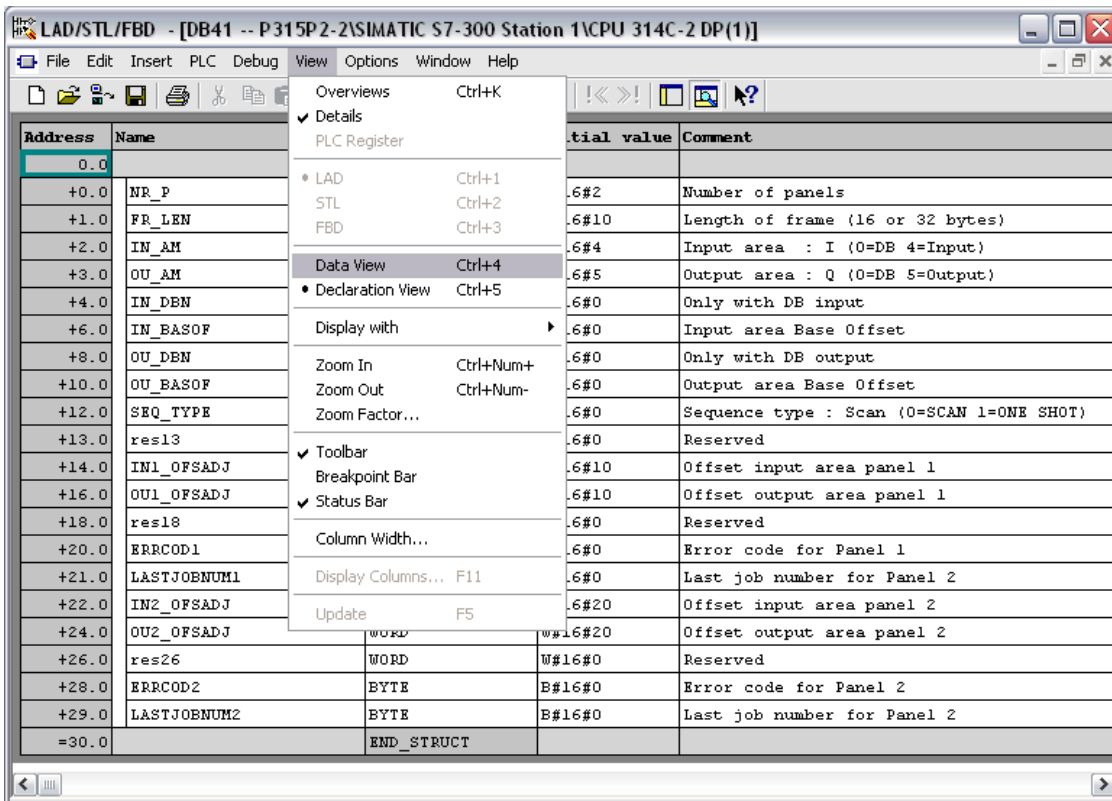 LAD/STL/FBD - [DB41 -- P315P2-2\SIMATIC S7-300 Station 1\CPU 314C-2 DP(1)]
File Edit Insert PLC Debug View Options Window Help
Overviews Ctrl+K
Details
PLC Register
LAD Ctrl+1
STL Ctrl+2
FBD Ctrl+3
Data View Ctrl+4
Declaration View Ctrl+5
Display with
Zoom In Ctrl+Num+
Zoom Out Ctrl+Num-
Zoom Factor...
Toolbar
Breakpoint Bar
Status Bar
Column Width...
Display Columns... F11
Update F5
Address Name tial value Comment
0.0
+0.0 NR_P 6#2 Number of panels
+1.0 FR_LEN 6#10 Length of frame (16 or 32 bytes)
+2.0 IN_AM 6#4 Input area : I (0=DB 4=Input)
+3.0 OU_AM 6#5 Output area : Q (0=DB 5=Output)
+4.0 IN_DBN 6#0 Only with DB input
+6.0 IN_BASOF 6#0 Input area Base Offset
+8.0 OU_DBN 6#0 Only with DB output
+10.0 OU_BASOF 6#0 Output area Base Offset
+12.0 SEQ_TYPE 6#0 Sequence type : Scan (0=SCAN 1=ONE SHOT)
+13.0 res13 6#0 Reserved
+14.0 IN1_OFSADJ 6#10 Offset input area panel 1
+16.0 OU1_OFSADJ 6#10 Offset output area panel 1
+18.0 res18 6#0 Reserved
+20.0 ERRCOD1 6#0 Error code for Panel 1
+21.0 LASTJOBNUM1 6#0 Last job number for Panel 2
+22.0 IN2_OFSADJ 6#20 Offset input area panel 2
+24.0 OU2_OFSADJ WORD W#16#20 Offset output area panel 2
+26.0 res26 WORD W#16#0 Reserved
+28.0 ERRCOD2 BYTE B#16#0 Error code for Panel 2
+29.0 LASTJOBNUM2 BYTE B#16#0 Last job number for Panel 2
=30.0 END_STRUCT